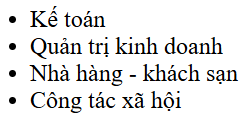 • Kế toán
• Quản trị kinh doanh
• Nhà hàng - khách sạn
• Công tác xã hội